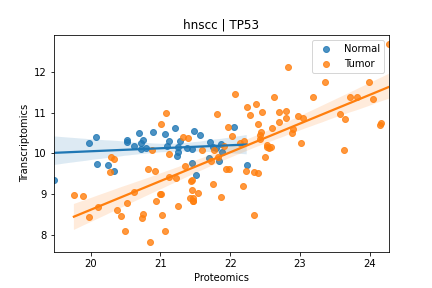 hnscc | TP53
Normal
Tumor
Transcriptomics
12
11
10
9
8
20
21
22
23
24
Proteomics